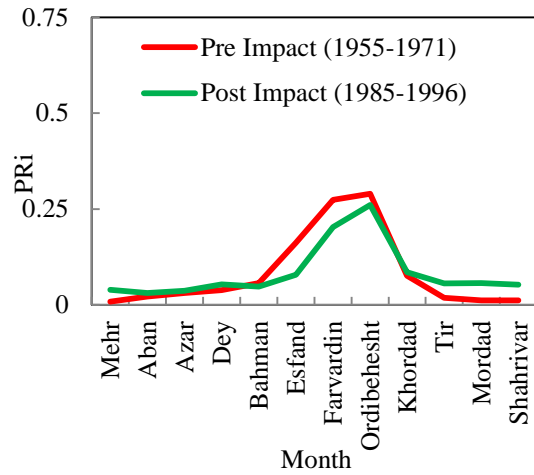 0.75
Pre Impact (1955-1971)
Post Impact (1985-1996)
0.5
PRi
0.25
0
Mehr
Aban
Azar
Dey
Bahman
Esfand
Farvardin
Ordibehesht
Khordad
Tir
Mordad
Shahrivar
Month